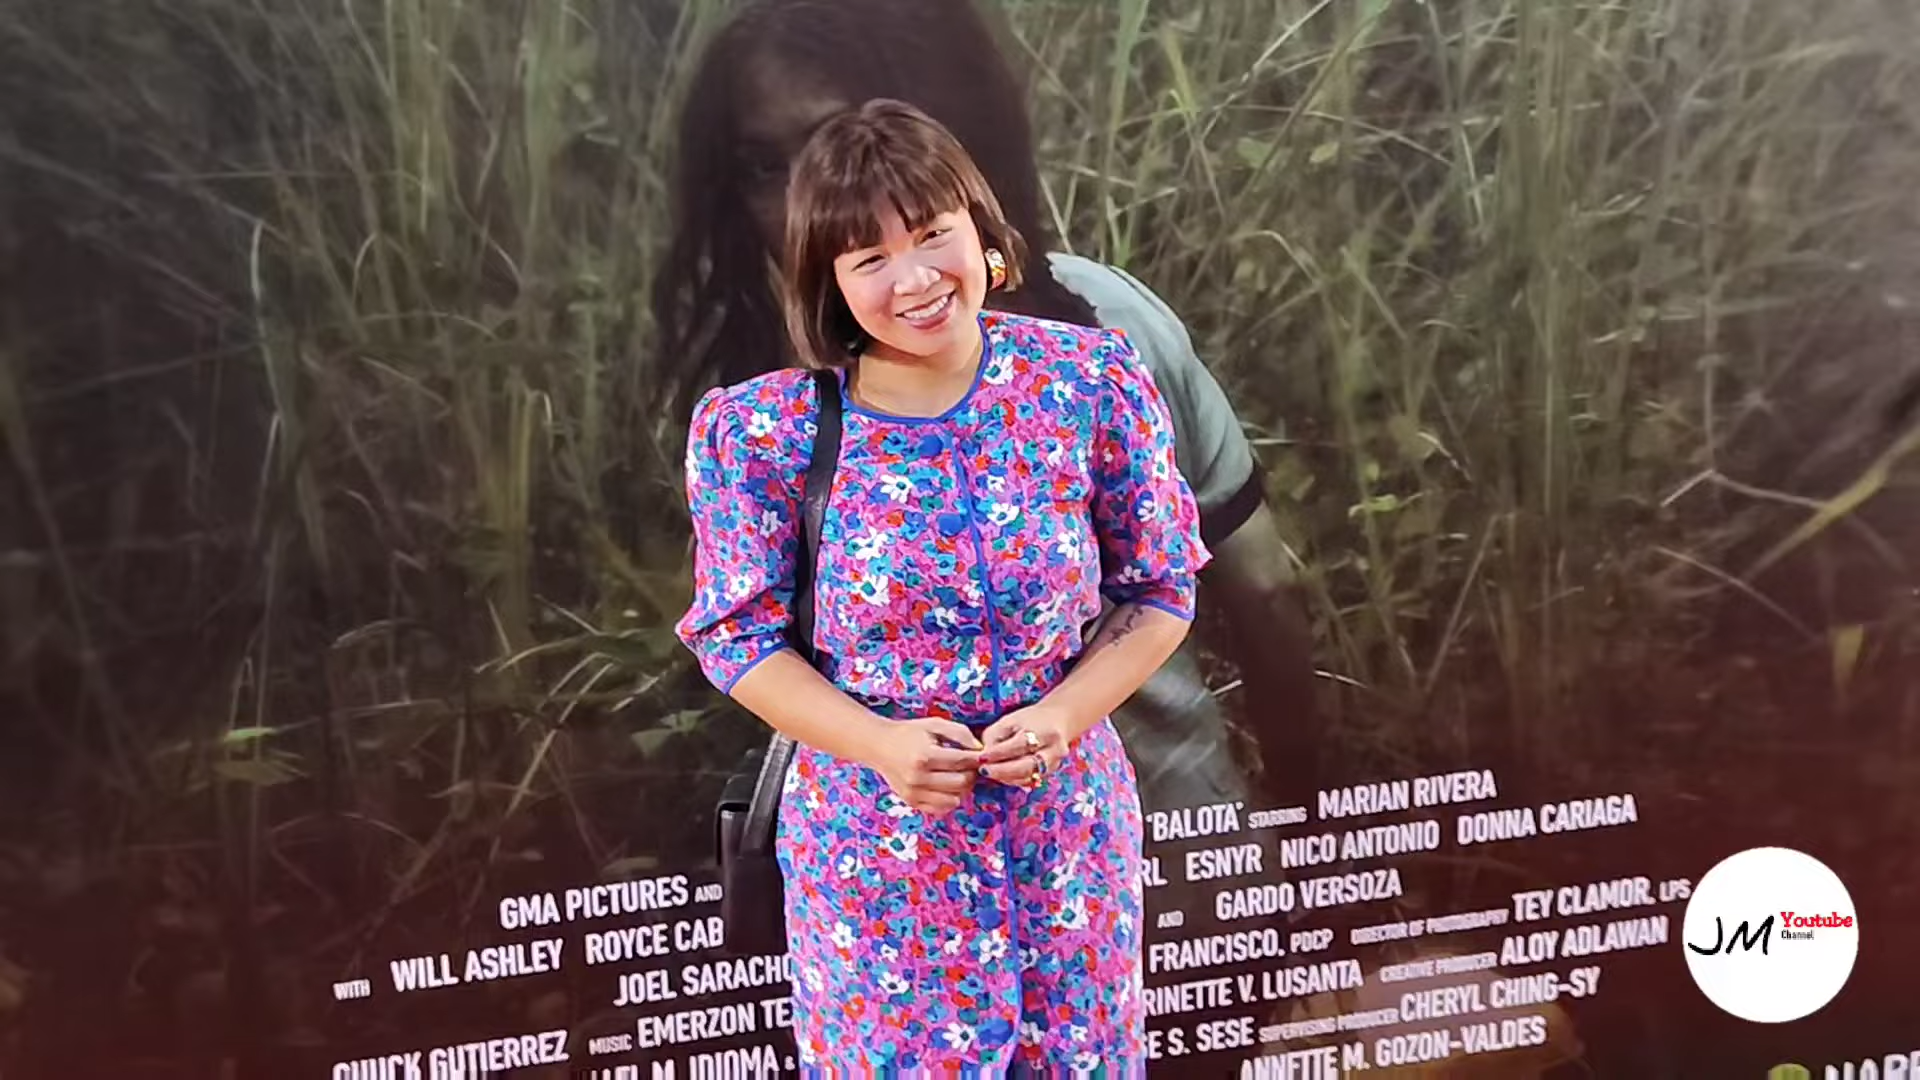 "BALOTA" STARRING MARIAN RIVERA
ESNYR NICO ANTONIO DONNA CARIAGA
GMA PICTURES AND
AND GARDO VERSOZA
WITH WILL ASHLEY ROYCE CAB
FRANCISCO, PDCP DIRECTOR OF PHOTOGRAPHY TEY CLAMOR, LPS
JOEL SARACHO
RINETTE V. LUSANTA CREATIVE PRODUCER ALOY ADLAWAN
CHUCK GUTIERREZ MUSIC EMERZON TE
E S. SESE SUPERVISING PRODUCER CHERYL CHING-SY
M. IDIOMA &
ANNETTE M. GOZON-VALDES
JM Youtube
Channel